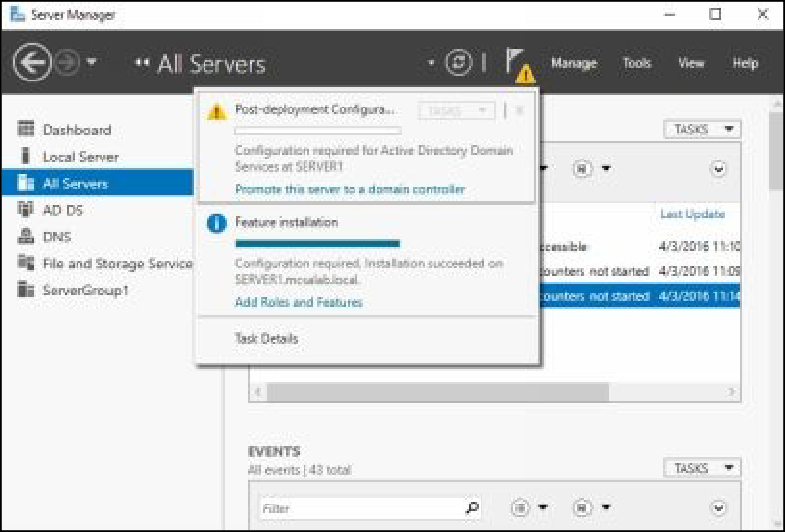 Server Manager
All Servers
Manage Tools View Help
Dashboard
Local Server
All Servers
AD DS
DNS
File and Storage Service
ServerGroup1
Post-deployment Configura... TASKS
Configuration required for Active Directory Domain
Services at SERVER1
Promote this server to a domain controller
Feature installation
Configuration required. Installation succeeded on
SERVER1.mcsalab.local.
Add Roles and Features
Task Details
TASKS
Last Update
ccessible 4/3/2016 11:10
ounters not started 4/3/2016 11:09
ounters not started 4/3/2016 11:14
EVENTS
All events | 43 total
TASKS
Filter